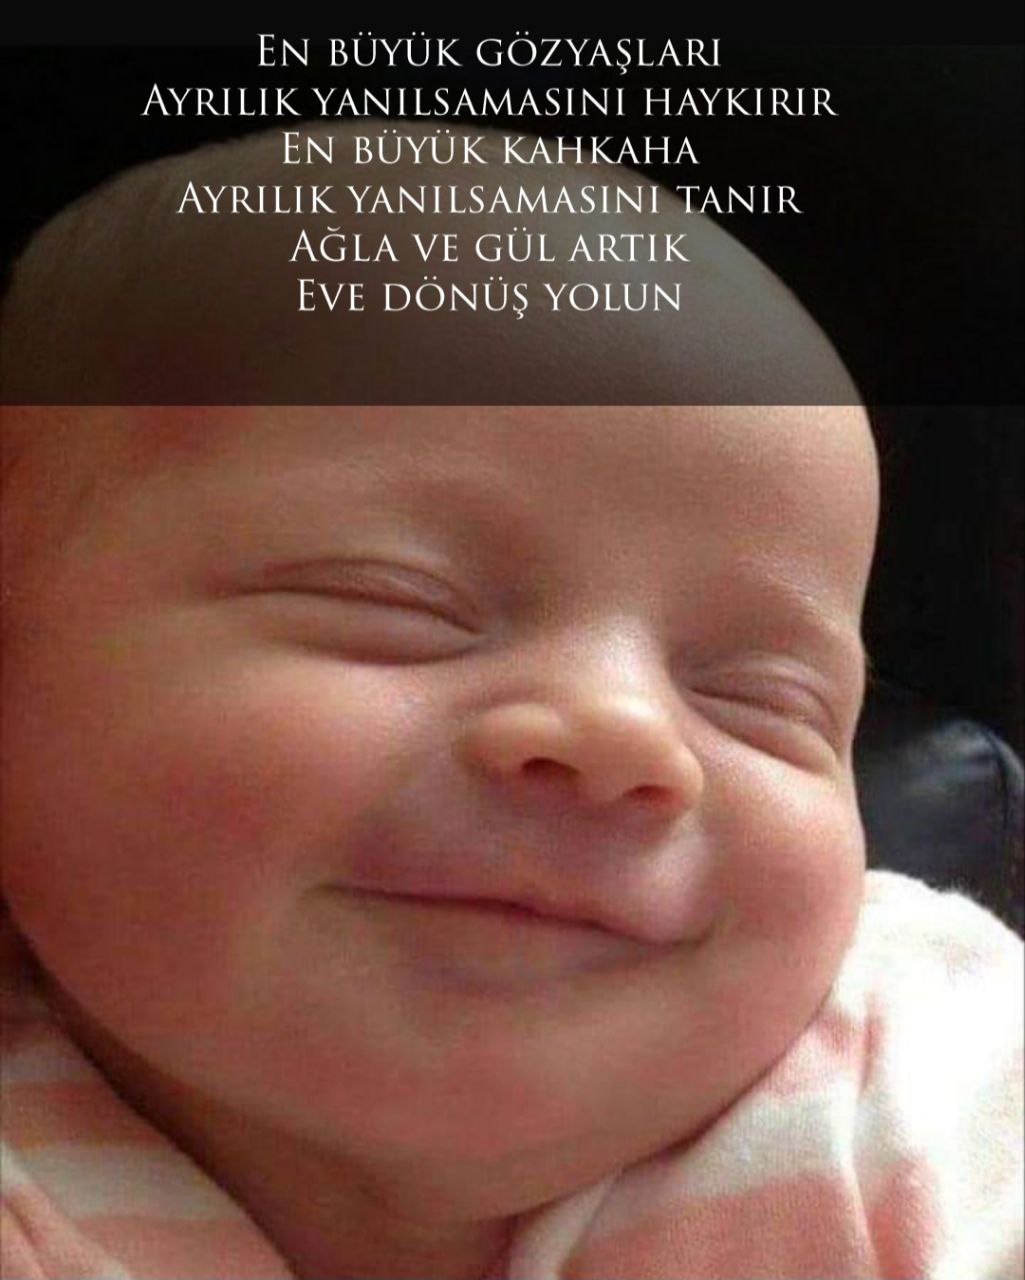 En büyük gözyaşları
Ayrılık yanılsamasını haykırır
En büyük kahkaha
Ayrılık yanılsamasını tanır
Ağla ve gül artık
Eve dönüş yolun